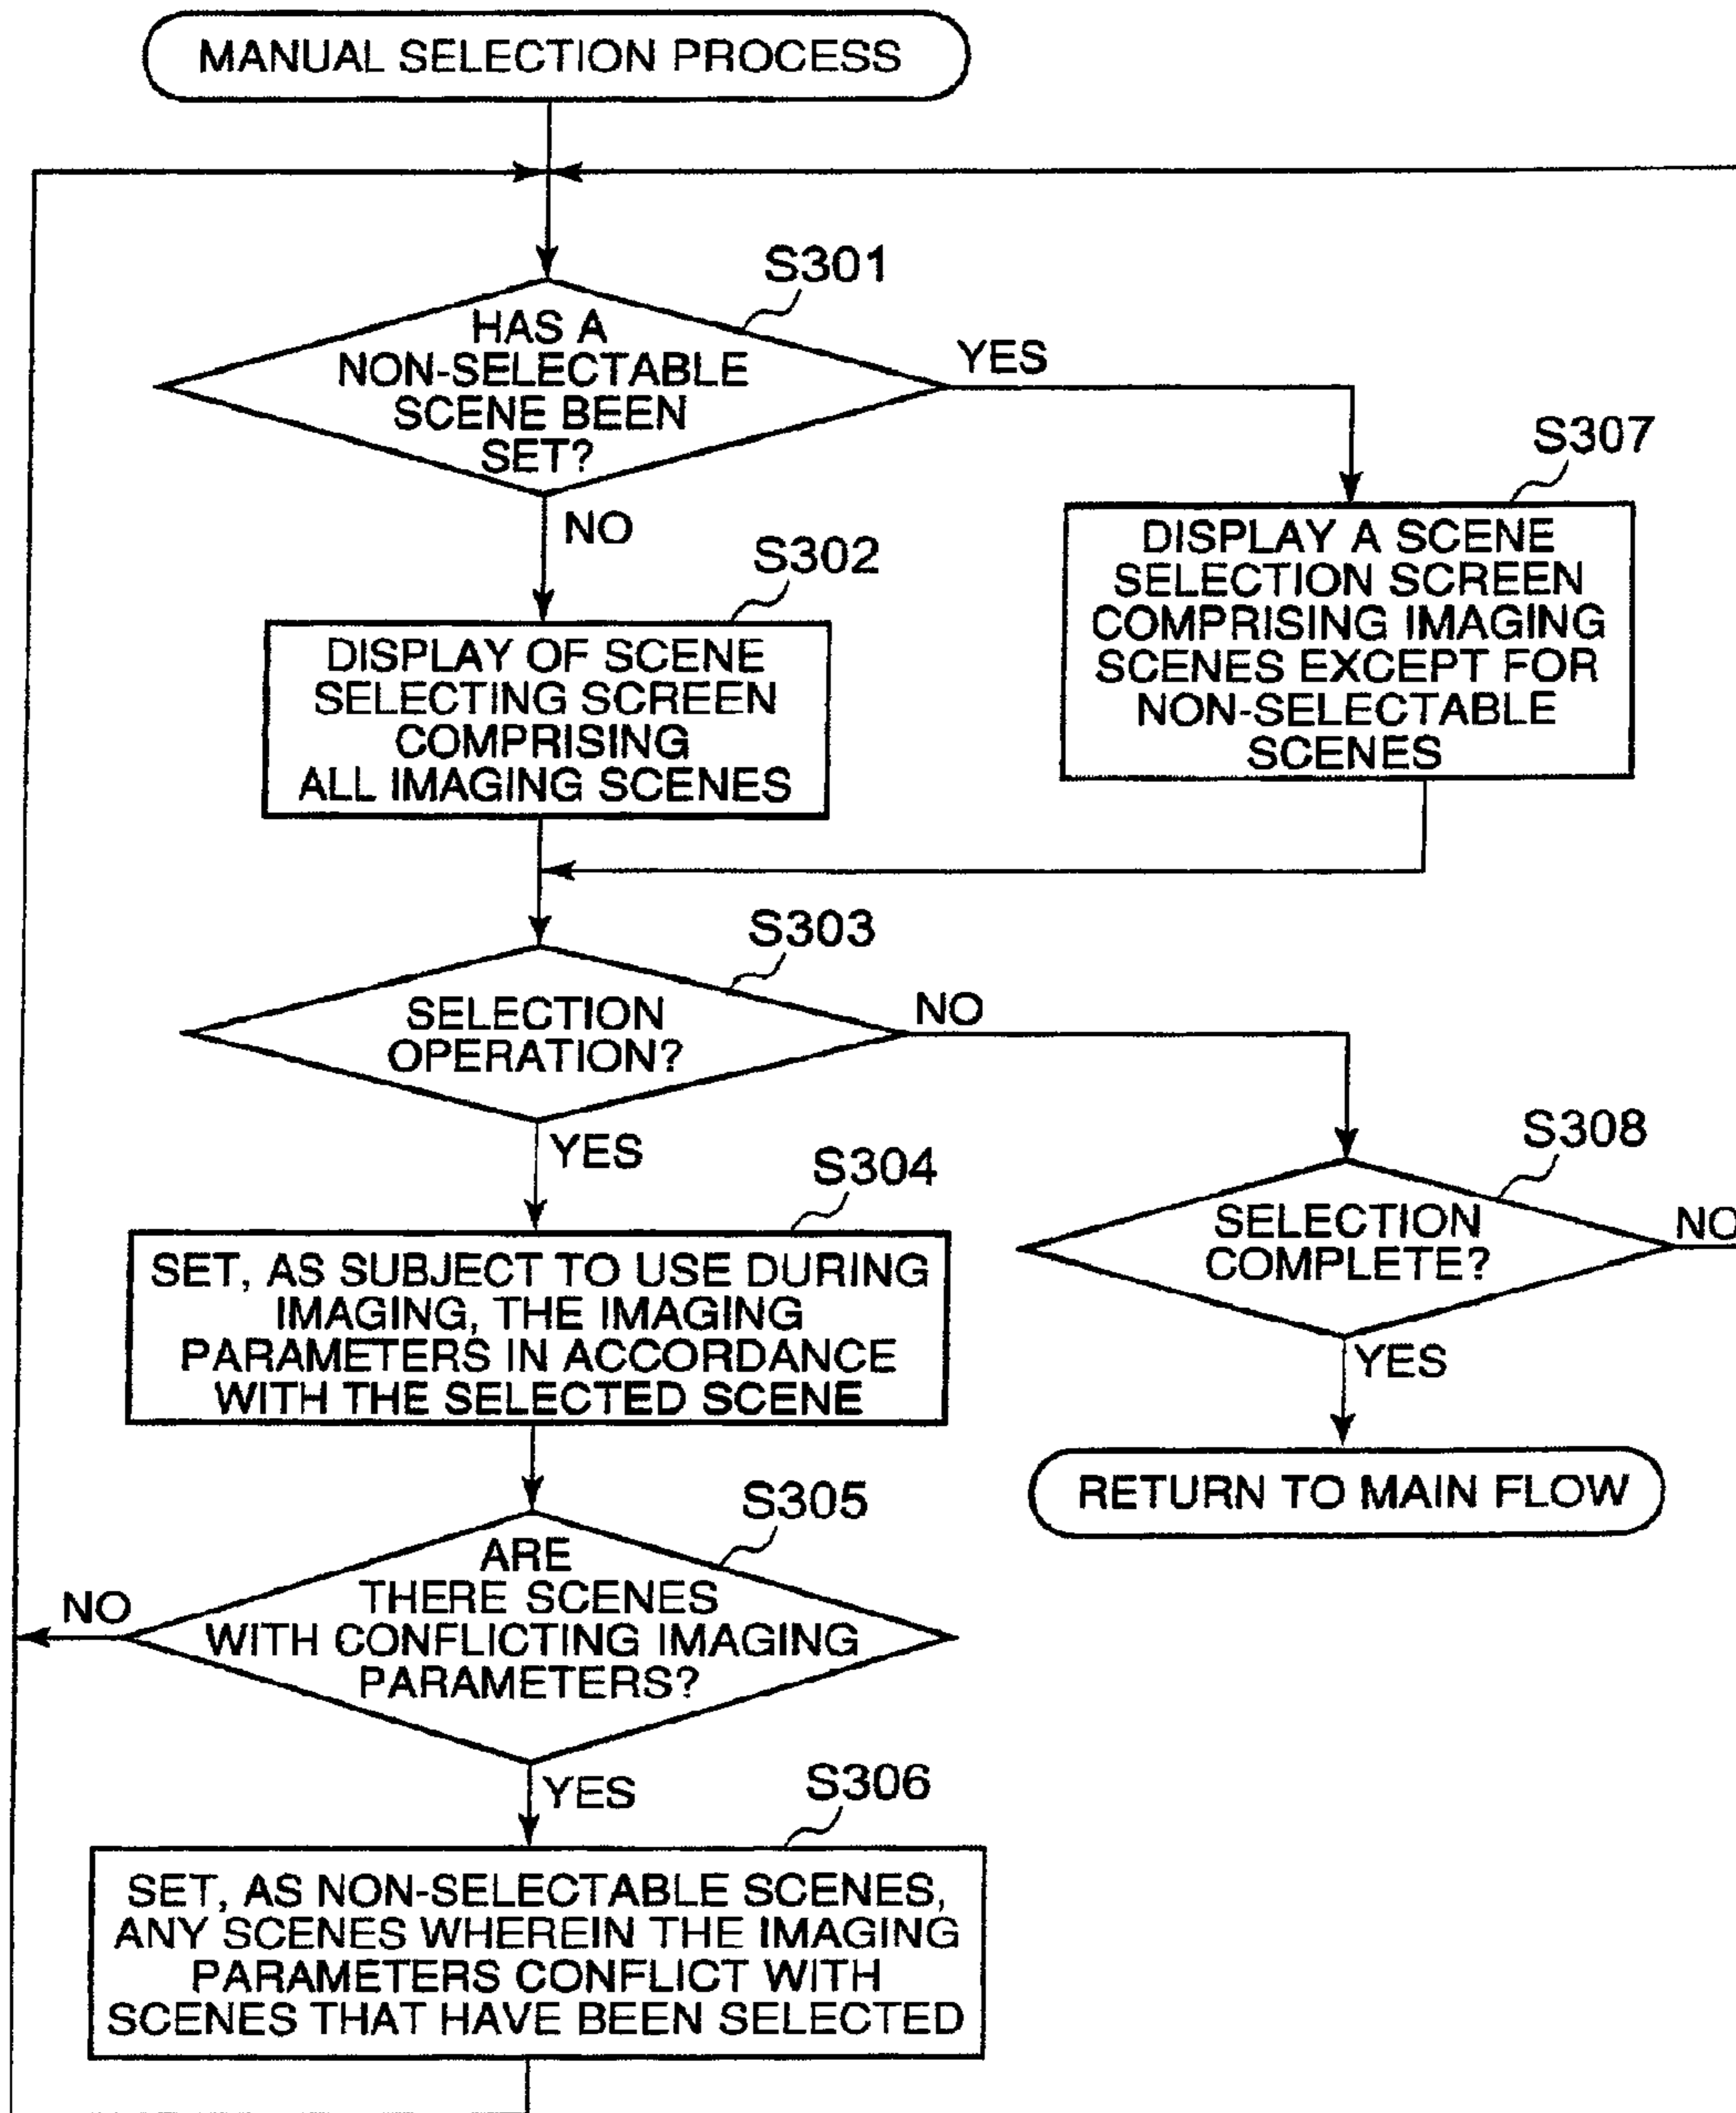 MANUAL SELECTION PROCESS
S301
HAS A
NON-SELECTABLE
SCENE BEEN
SET?
YES
NO
S307
DISPLAY A SCENE
SELECTION SCREEN
COMPRISING IMAGING
SCENES EXCEPT FOR
NON-SELECTABLE
SCENES
S302
DISPLAY OF SCENE
SELECTING SCREEN
COMPRISING
ALL IMAGING SCENES
S303
SELECTION
OPERATION?
NO
YES
S308
SELECTION
COMPLETE?
NO
YES
RETURN TO MAIN FLOW
S304
SET, AS SUBJECT TO USE DURING
IMAGING, THE IMAGING
PARAMETERS IN ACCORDANCE
WITH THE SELECTED SCENE
S305
ARE
THERE SCENES
WITH CONFLICTING IMAGING
PARAMETERS?
NO
YES
S306
SET, AS NON-SELECTABLE SCENES,
ANY SCENES WHEREIN THE IMAGING
PARAMETERS CONFLICT WITH
SCENES THAT HAVE BEEN SELECTED